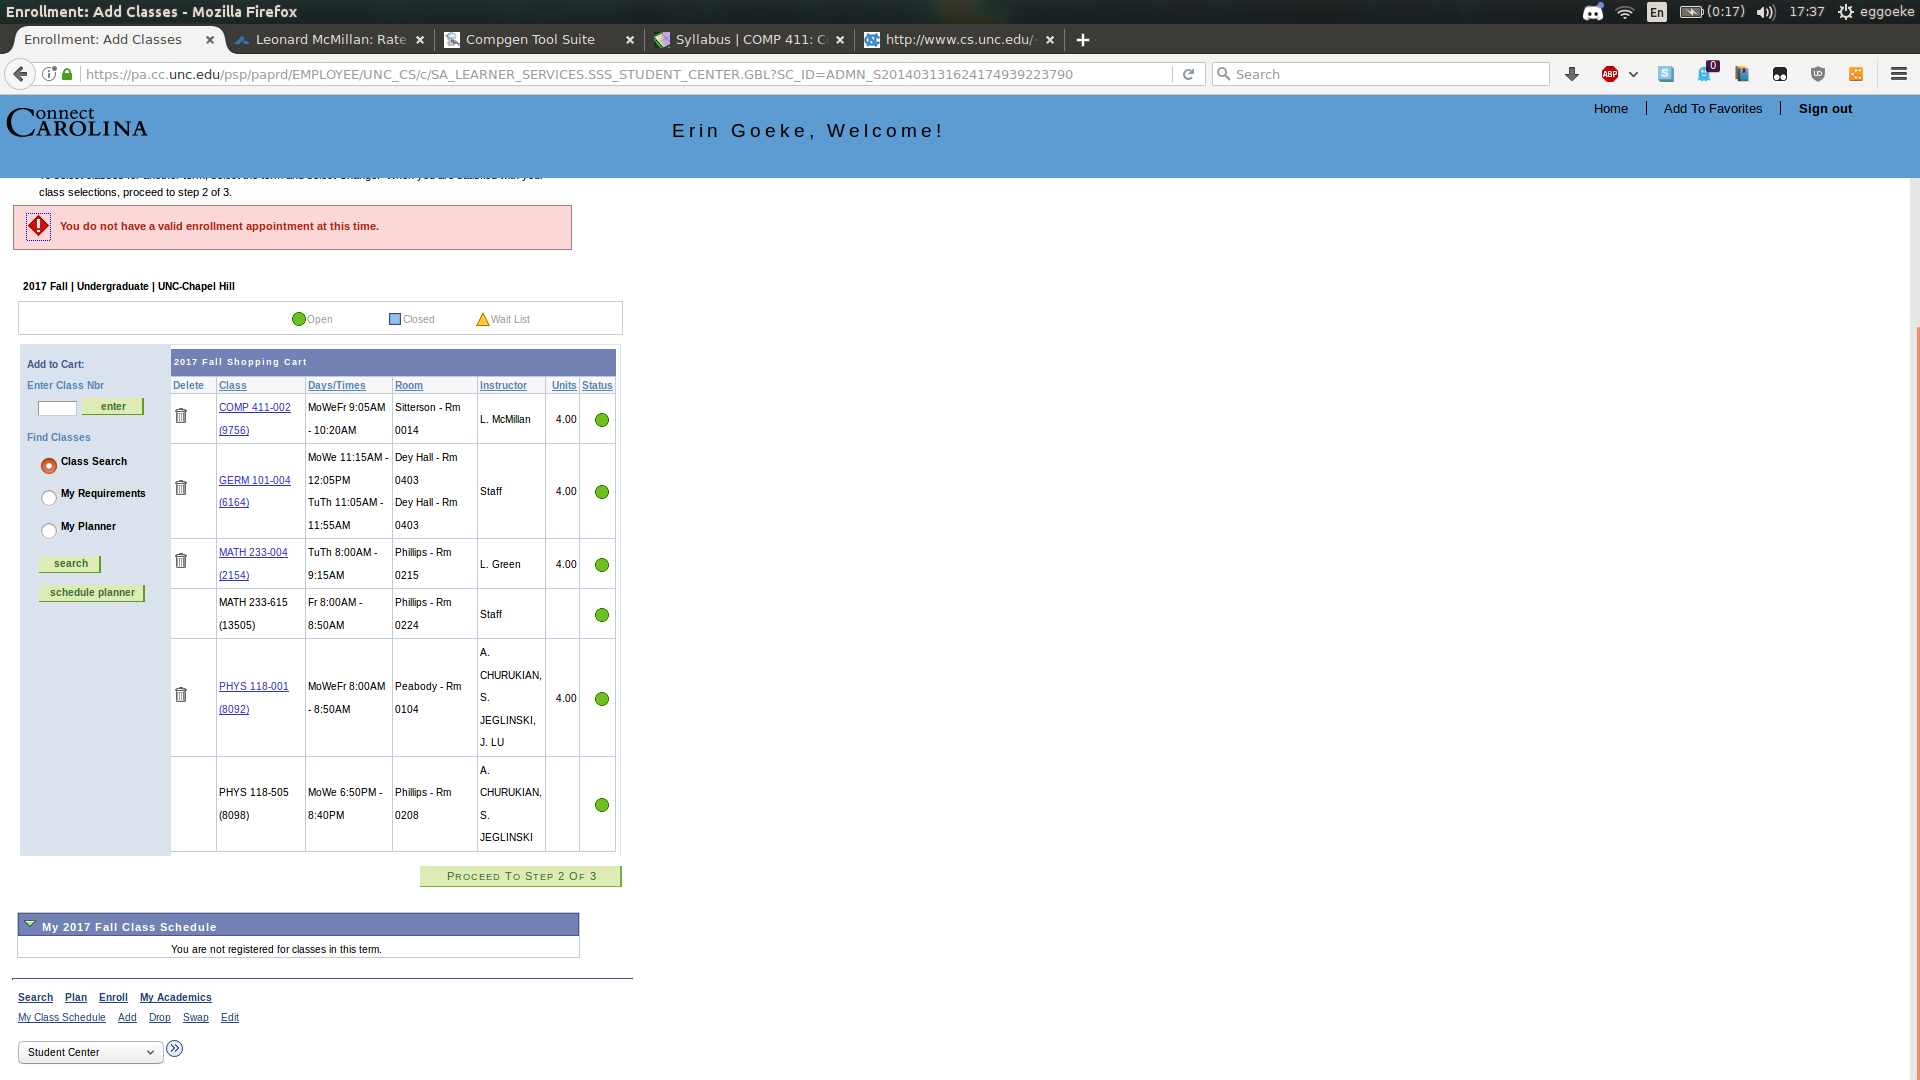 Enrollment: Add Classes - Mozilla Firefox
En (0:17) 17:37 eggoeke
Enrollment: Add Classes
Leonard McMillan: Rate
Compgen Tool Suite
Syllabus | COMP 411: C
http://www.cs.unc.edu/
https://pa.cc.unc.edu/psp/paprd/EMPLOYEE/UNC_CS/c/SA_LEARNER_SERVICES.SSS_STUDENT_CENTER.GBL?SC_ID=ADMN_S201403131624174939223790
Search
ABP
0
Connect
CAROLINA
Erin Goeke, Welcome!
Home
Add To Favorites
Sign out
class selections, proceed to step 2 of 3.
You do not have a valid enrollment appointment at this time.
2017 Fall | Undergraduate | UNC-Chapel Hill
Open
Closed
Wait List
Add to Cart:
Enter Class Nbr
enter
Find Classes
Class Search
My Requirements
My Planner
search
schedule planner
2017 Fall Shopping Cart
Delete Class Days/Times Room Instructor Units Status
COMP 411-002 MoWeFr 9:05AM Sitterson - Rm
L. McMillan 4.00
(9756) - 10:20AM 0014
MoWe 11:15AM - Dey Hall - Rm
GERM 101-004 12:05PM 0403
Staff 4.00
(6164) TuTh 11:05AM - Dey Hall - Rm
11:55AM 0403
MATH 233-004 TuTh 8:00AM - Phillips - Rm
L. Green 4.00
(2154) 9:15AM 0215
MATH 233-615 Fr 8:00AM - Phillips - Rm
Staff
(13505) 8:50AM 0224
A.
CHURUKIAN,
PHYS 118-001 MoWeFr 8:00AM Peabody - Rm
S. 4.00
(8092) - 8:50AM 0104
JEGLINSKI,
J. LU
A.
PHYS 118-505 MoWe 6:50PM - Phillips - Rm CHURUKIAN,
(8098) 8:40PM 0208 S.
JEGLINSKI
PROCEED TO STEP 2 OF 3
My 2017 Fall Class Schedule
You are not registered for classes in this term.
Search Plan Enroll My Academics
My Class Schedule Add Drop Swap Edit
Student Center